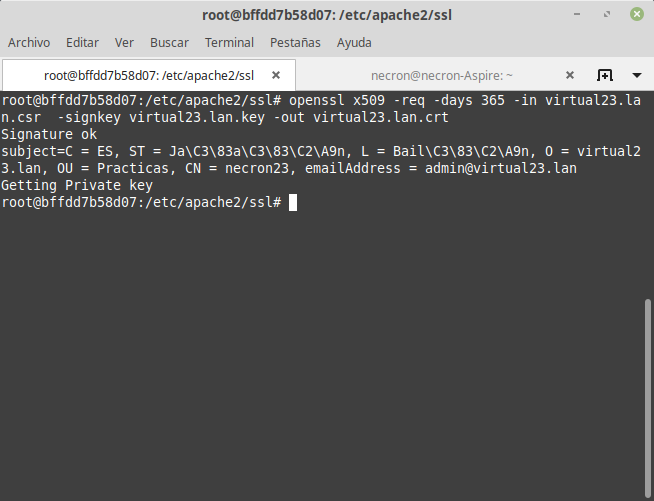 root@bffdd7b58d07: /etc/apache2/ssl
Archivo Editar Ver Buscar Terminal Pestañas Ayuda
root@bffdd7b58d07: /etc/apache2/ssl
necron@necron-Aspire: ~
root@bffdd7b58d07:/etc/apache2/ssl# openssl x509 -req -days 365 -in virtual23.la
n.csr  -signkey virtual23.lan.key -out virtual23.lan.crt
Signature ok
subject=C = ES, ST = Ja\C3\83a\C3\83\C2\A9n, L = Bail\C3\83\C2\A9n, O = virtual2
3.lan, OU = Practicas, CN = necron23, emailAddress = admin@virtual23.lan
Getting Private key
root@bffdd7b58d07:/etc/apache2/ssl#